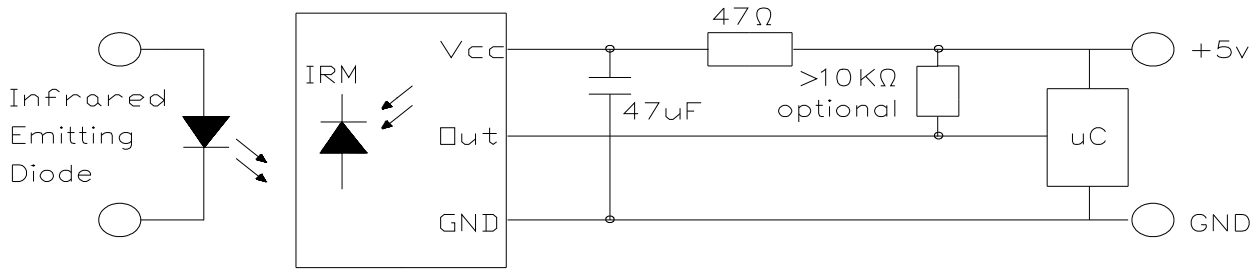 Infrared
Emitting
Diode
IRM
Vcc
Out
GND
47uF
47Ω
>10KΩ
optional
uC
+5v
GND